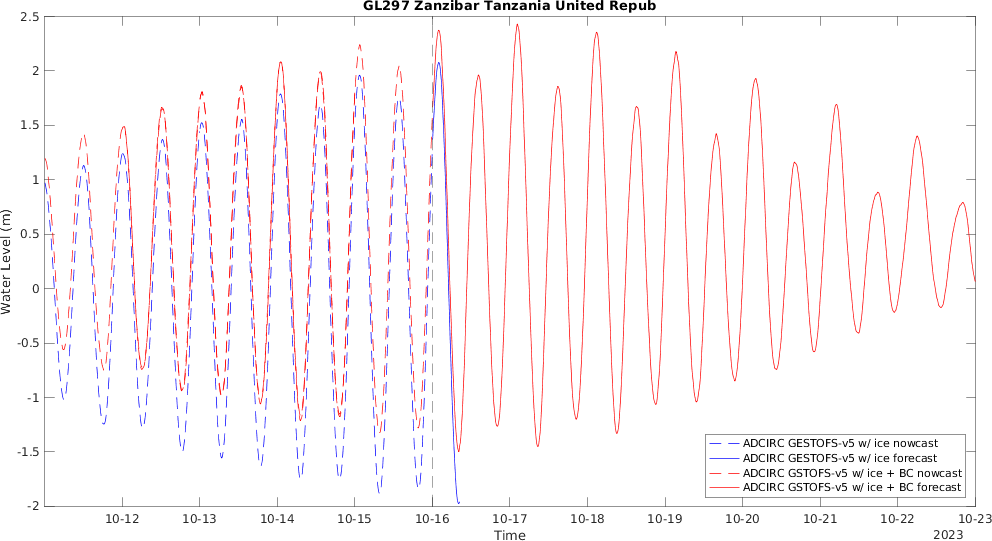 GL297 Zanzibar Tanzania United Repub
2.5
2
1.5
1
0.5
0
-0.5
-1
-1.5
-2
Water Level (m)
ADCIRC GESTOFS-v5 w/ ice nowcast
ADCIRC GESTOFS-v5 w/ ice forecast
ADCIRC GSTOFS-v5 w/ ice + BC nowcast
ADCIRC GSTOFS-v5 w/ ice + BC forecast
10-12 10-13 10-14 10-15 10-16 10-17 10-18 10-19 10-20 10-21 10-22 10-23
Time
2023